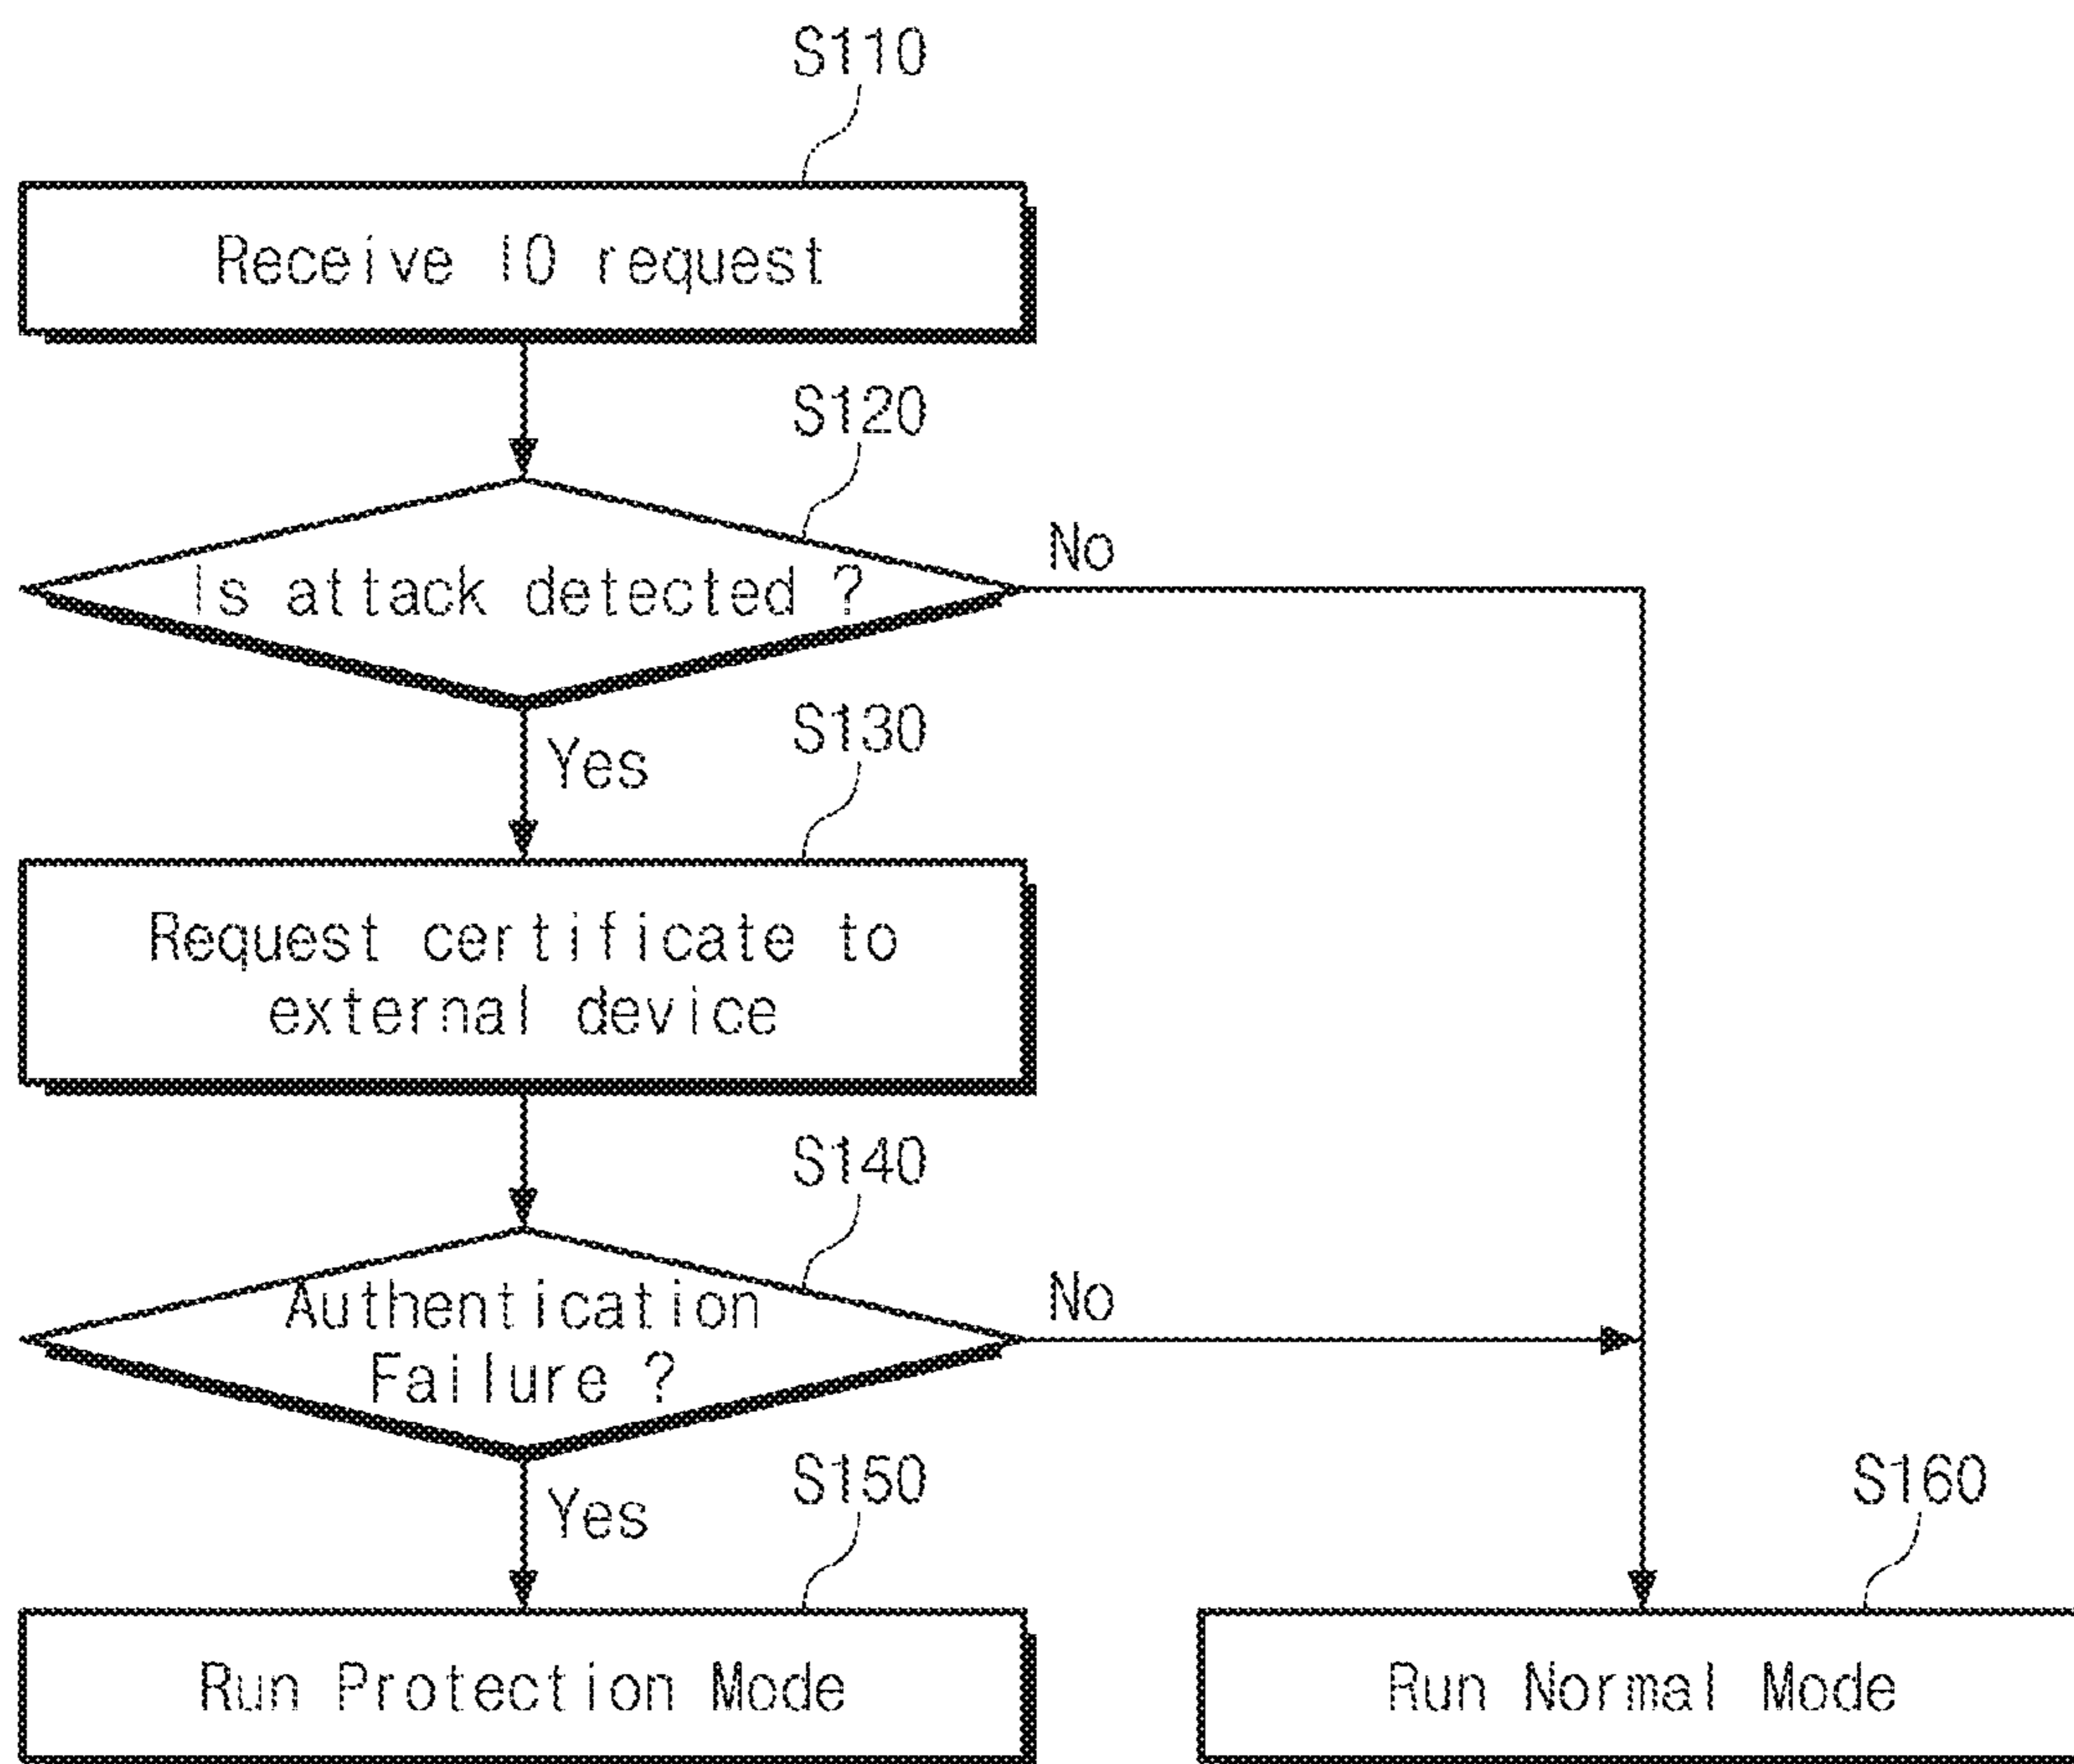 S110
Receive IO request
S120
Is attack detected ?
No
Yes
S130
Request certificate to
external device
S140
Authentication
Failure ?
No
Yes
S150
Run Protection Mode
S160
Run Normal Mode